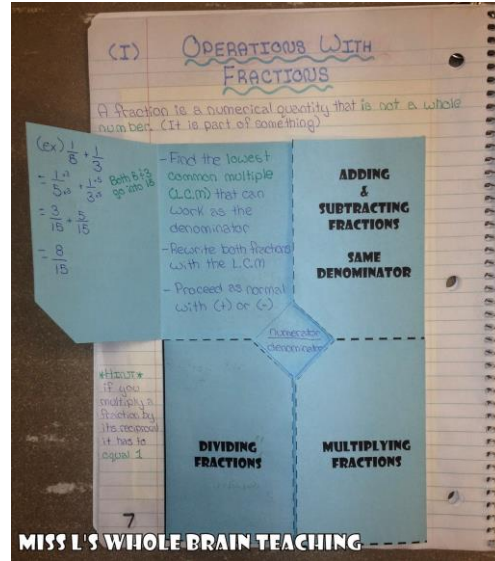 (I) OPERATIONS WITH
FRACTIONS
A fraction is a numerical quantity that is not a whole
number. (It is part of something)
(ex) 1/5 + 1/3
= 1×3/5×3 + 1×5/3×5
Both 5+3
go into 15
= 3/15 + 5/15
= 8/15
- Find the lowest
common multiple
(L.C.M) that can
work as the
denominator
- Rewrite both fractions
with the L.C.M
- Proceed as normal
with (+) or (-)
ADDING
&
SUBTRACTING
FRACTIONS
SAME
DENOMINATOR
numerator
denominator
*HINT*
if you
multiply a
fraction by
its reciprocal
it has to
equal 1
DIVIDING
FRACTIONS
MULTIPLYING
FRACTIONS
7
MISS L'S WHOLE BRAIN TEACHING